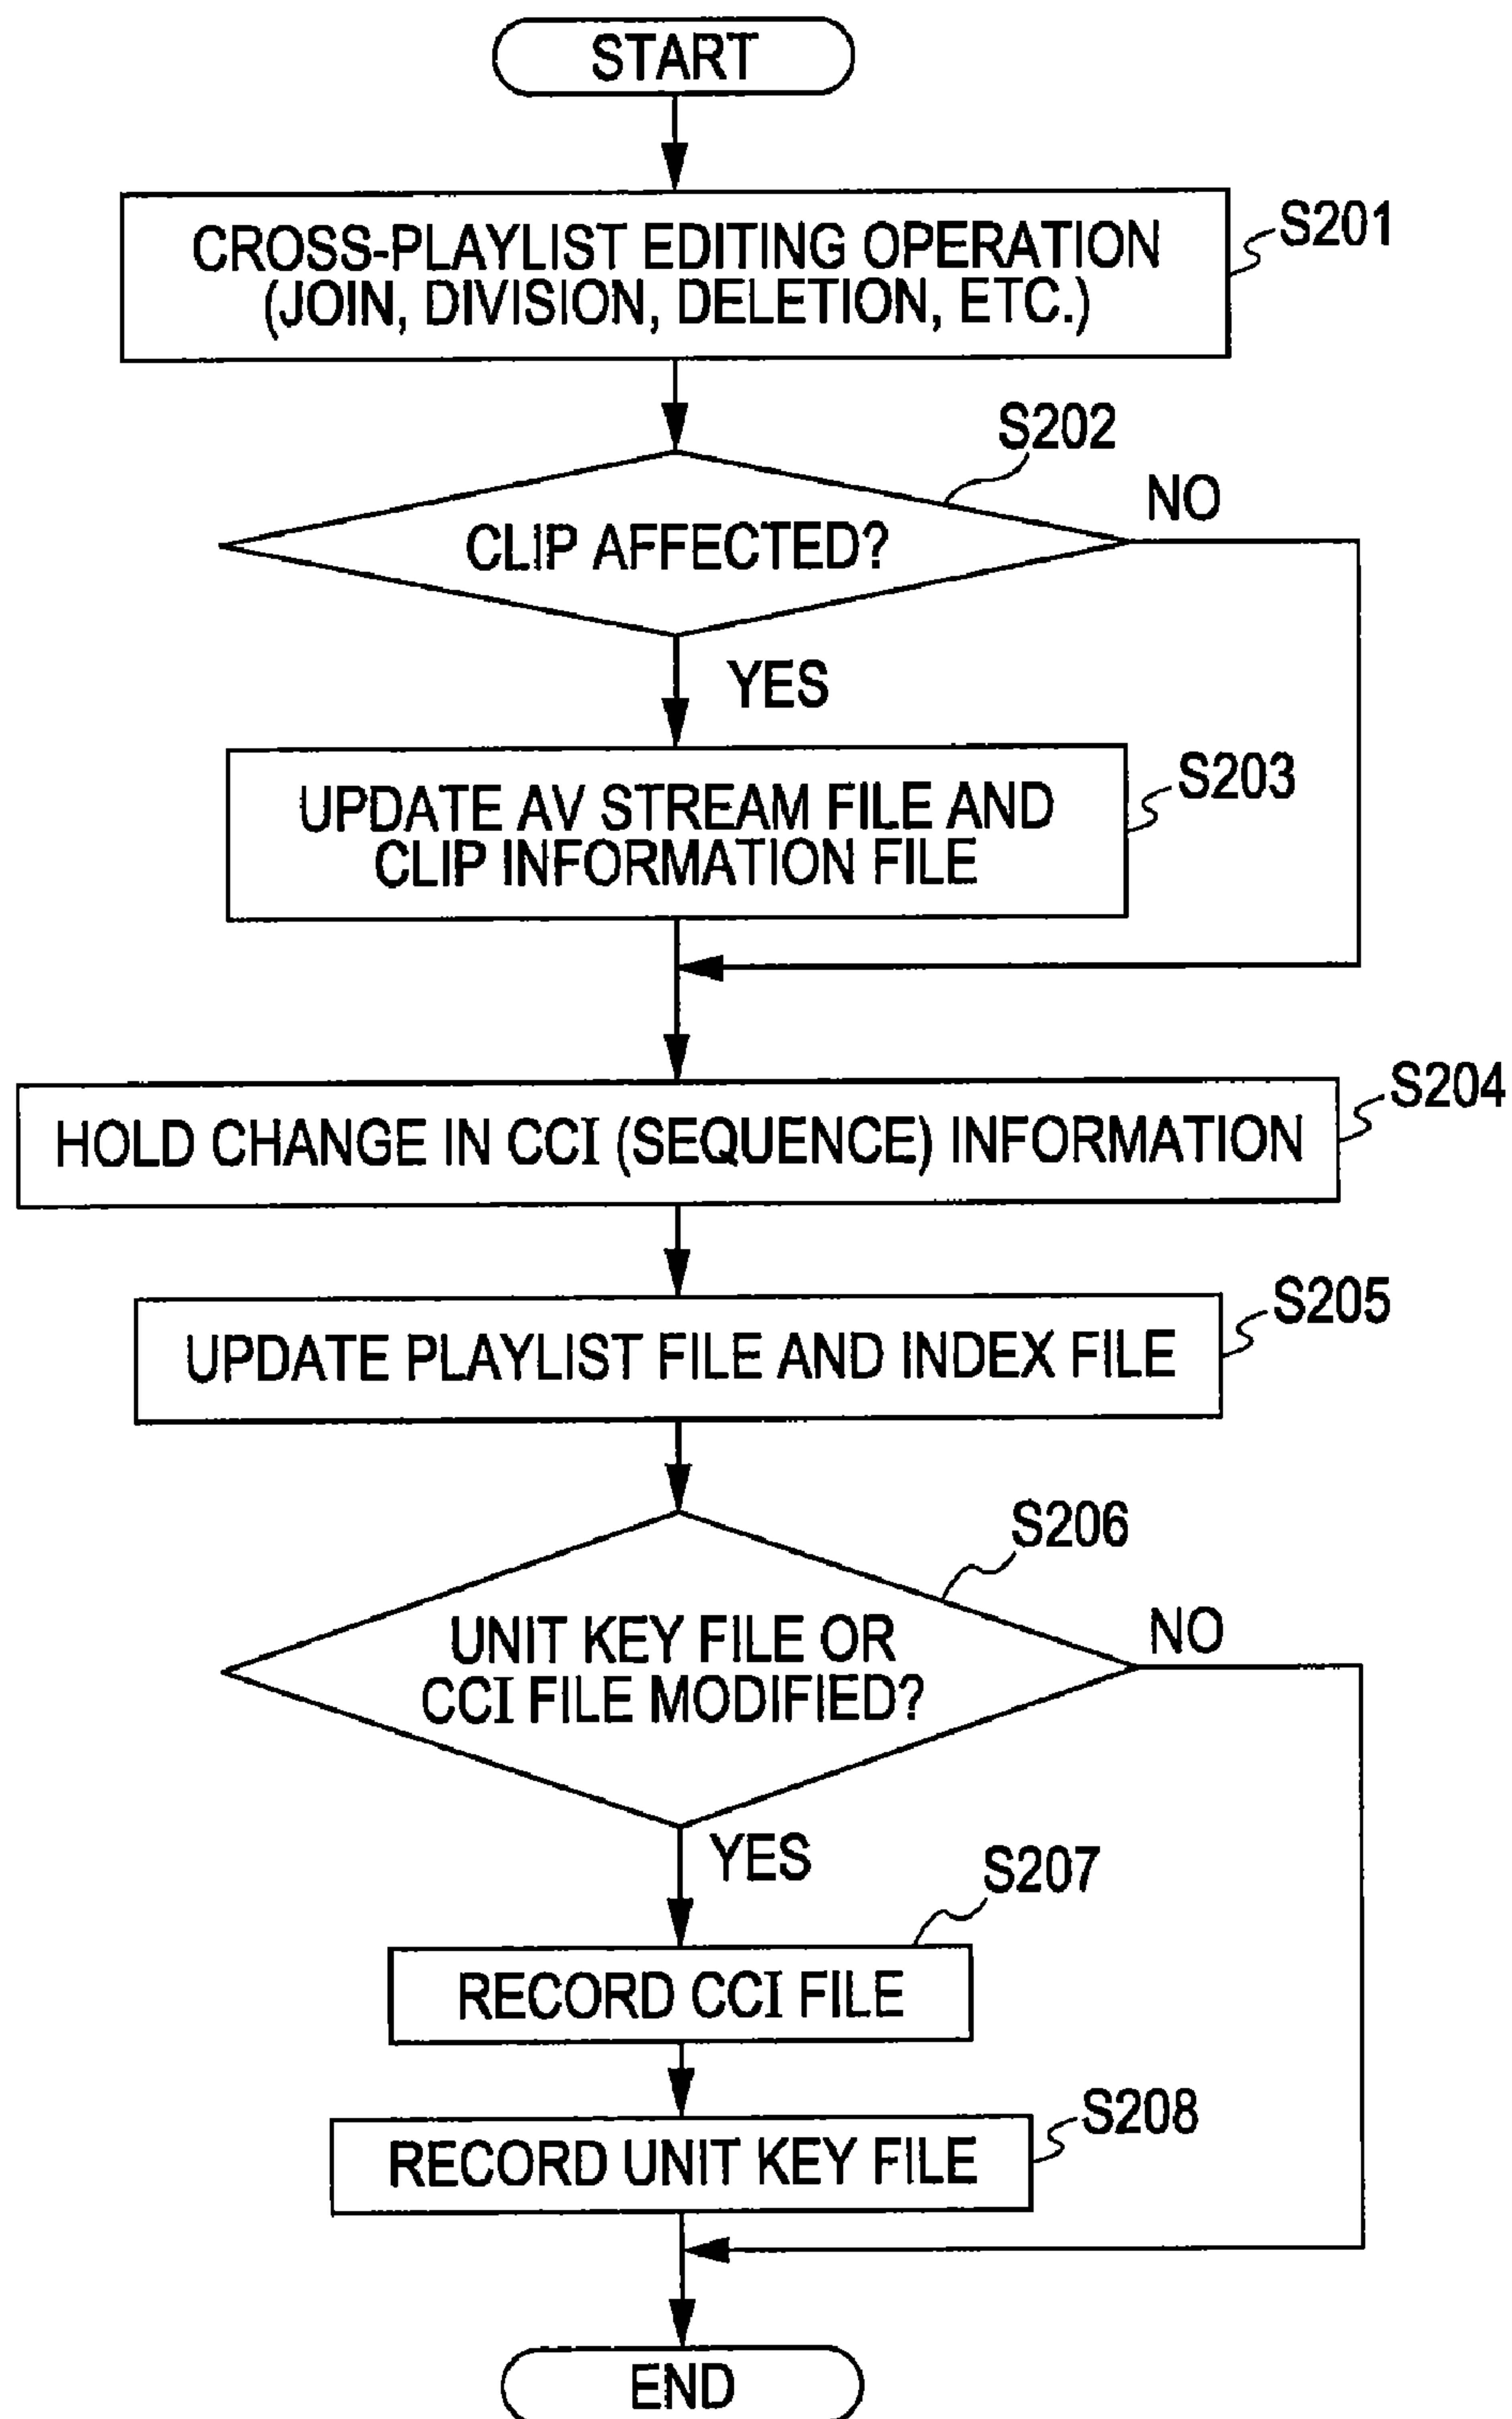 START
CROSS-PLAYLIST EDITING OPERATION
(JOIN, DIVISION, DELETION, ETC.)
S201
S202
CLIP AFFECTED?
NO
YES
UPDATE AV STREAM FILE AND
CLIP INFORMATION FILE
S203
HOLD CHANGE IN CCI (SEQUENCE) INFORMATION
S204
UPDATE PLAYLIST FILE AND INDEX FILE
S205
S206
UNIT KEY FILE OR
CCI FILE MODIFIED?
NO
YES
S207
RECORD CCI FILE
RECORD UNIT KEY FILE
S208
END